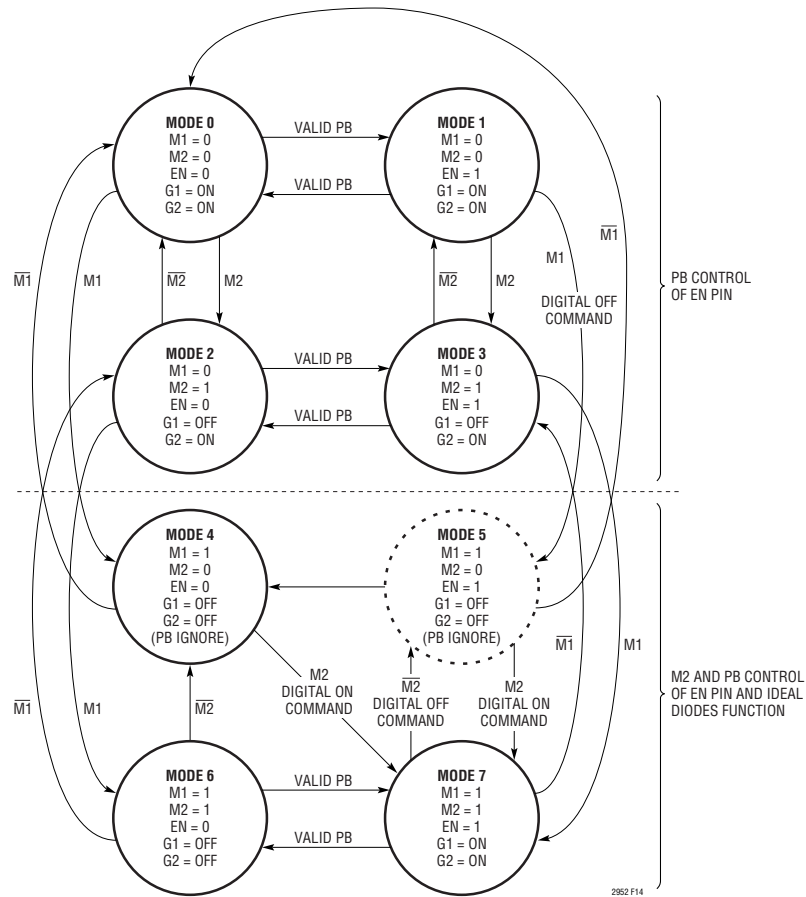 MODE 0
M1 = 0
M2 = 0
EN = 0
G1 = ON
G2 = ON
VALID PB
VALID PB
MODE 1
M1 = 0
M2 = 0
EN = 1
G1 = ON
G2 = ON
M̅1̅
M1
M̅2̅
M2
M̅2̅
M2
M1
DIGITAL OFF
COMMAND
M̅1̅
PB CONTROL
OF EN PIN
MODE 2
M1 = 0
M2 = 1
EN = 0
G1 = OFF
G2 = ON
VALID PB
VALID PB
MODE 3
M1 = 0
M2 = 1
EN = 1
G1 = OFF
G2 = ON
MODE 4
M1 = 1
M2 = 0
EN = 0
G1 = OFF
G2 = OFF
(PB IGNORE)
MODE 5
M1 = 1
M2 = 0
EN = 1
G1 = OFF
G2 = OFF
(PB IGNORE)
M̅1̅
M1
M̅2̅
M2
DIGITAL ON
COMMAND
M̅2̅
DIGITAL OFF
COMMAND
M2
DIGITAL ON
COMMAND
M̅1̅
M1
M2 AND PB CONTROL
OF EN PIN AND IDEAL
DIODES FUNCTION
MODE 6
M1 = 1
M2 = 1
EN = 0
G1 = OFF
G2 = OFF
VALID PB
VALID PB
MODE 7
M1 = 1
M2 = 1
EN = 1
G1 = ON
G2 = ON
2952 F14